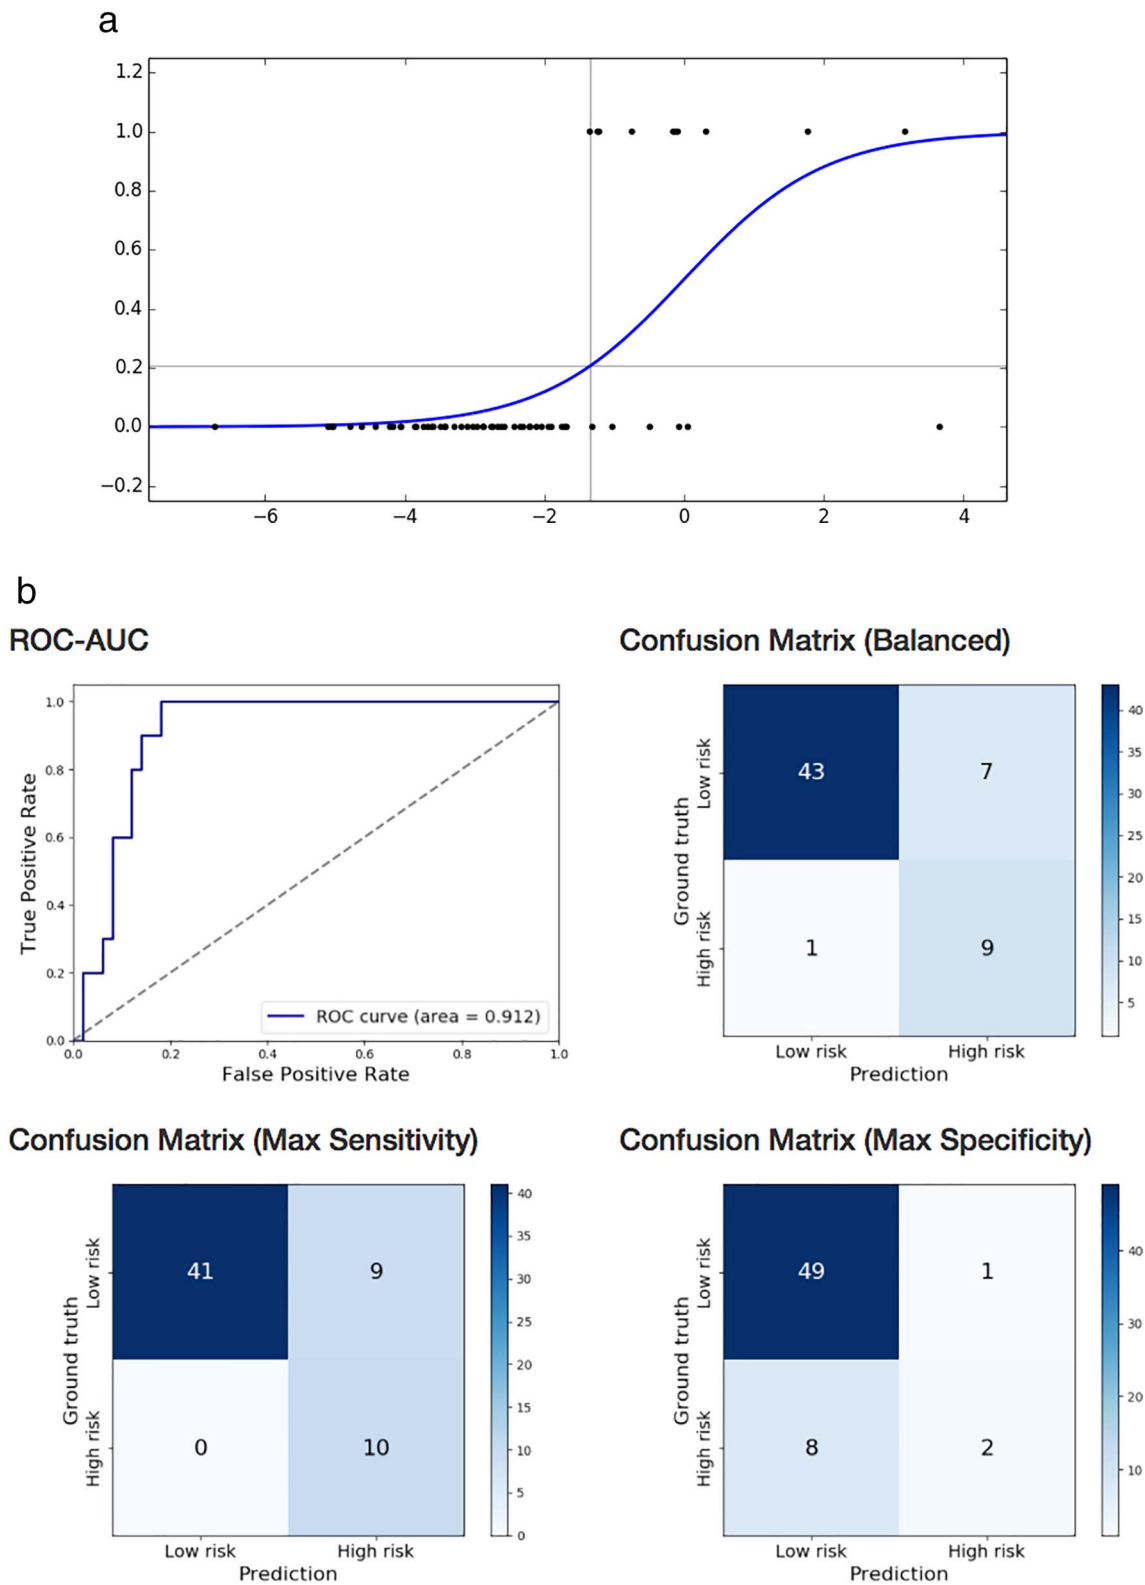 a
1.2
1.0
0.8
0.6
0.4
0.2
0.0
−0.2
−6 −4 −2 0 2 4
b
ROC-AUC
True Positive Rate
1.0
0.8
0.6
0.4
0.2
0.0
0.0 0.2 0.4 0.6 0.8 1.0
ROC curve (area = 0.912)
False Positive Rate
Confusion Matrix (Balanced)
Ground truth
Low risk
High risk
43 7
1 9
Low risk High risk
Prediction
40
35
30
25
20
15
10
5
Confusion Matrix (Max Sensitivity)
Ground truth
Low risk
High risk
41 9
0 10
Low risk High risk
Prediction
40
35
30
25
20
15
10
5
0
Confusion Matrix (Max Specificity)
Ground truth
Low risk
High risk
49 1
8 2
Low risk High risk
Prediction
40
30
20
10